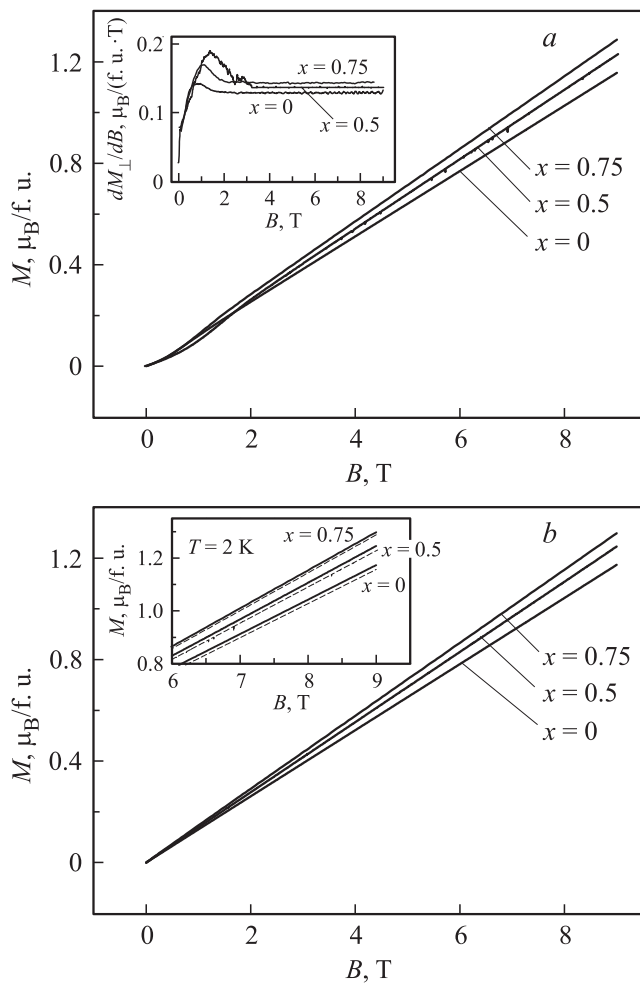 a
dM⊥/dB, μB/(f. u.·T)
0.2
0.1
0
x = 0.75
x = 0
x = 0.5
0 2 4 6 8
B, T
M, μB/f. u.
1.2
0.8
0.4
0
x = 0.75
x = 0.5
x = 0
0 2 4 6 8
B, T
b
M, μB/f. u.
1.2
1.0
0.8
T = 2 K
x = 0.75
x = 0.5
x = 0
6 7 8 9
B, T
M, μB/f. u.
1.2
0.8
0.4
0
x = 0.75
x = 0.5
x = 0
0 2 4 6 8
B, T